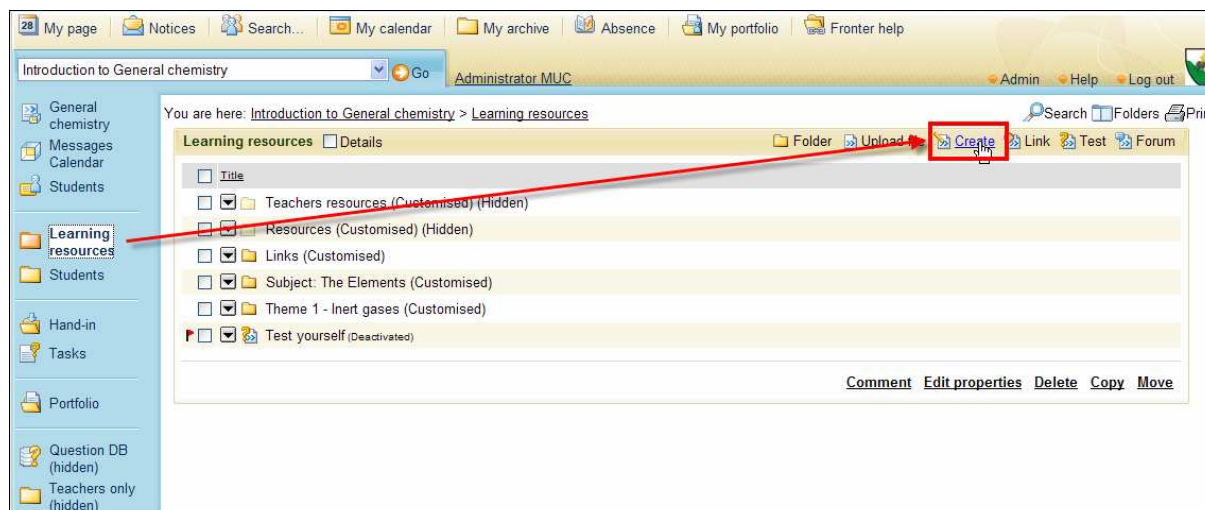 28 My page Notices Search... My calendar My archive Absence My portfolio Fronter help
Introduction to General chemistry Go Administrator MUC Admin Help Log out
You are here: Introduction to General chemistry > Learning resources Search Folders
Learning resources Details Folder Upload Create Link Test Forum
Title
Teachers resources (Customised) (Hidden)
Resources (Customised) (Hidden)
Links (Customised)
Subject: The Elements (Customised)
Theme 1 - Inert gases (Customised)
Test yourself (Deactivated)
Comment Edit properties Delete Copy Move
General
chemistry
Messages
Calendar
Students
Learning
resources
Students
Hand-in
Tasks
Portfolio
Question DB
(hidden)
Teachers only
(hidden)